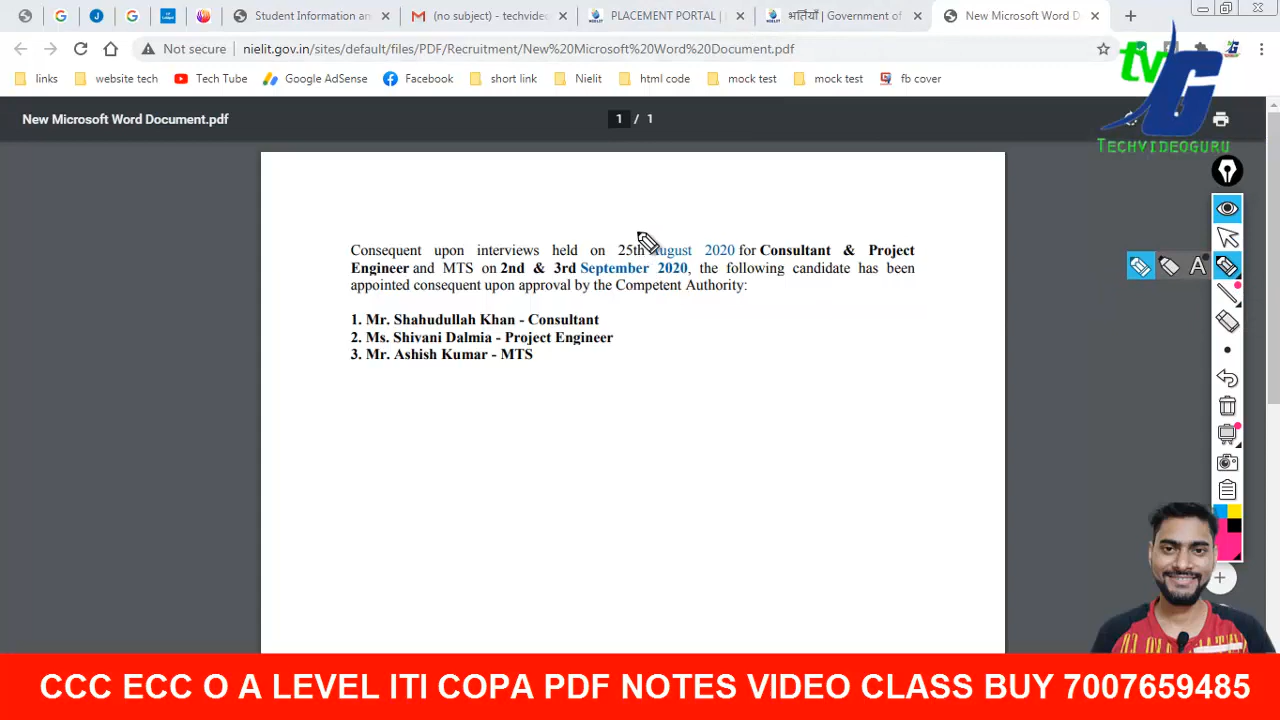 Student Information an
(no subject) - techvideo
PLACEMENT PORTAL |
भर्तियाँ | Government of
New Microsoft Word D
Not secure
nielit.gov.in/sites/default/files/PDF/Recruitment/New%20Microsoft%20Word%20Document.pdf
links
website tech
Tech Tube
Google AdSense
Facebook
short link
Nielit
html code
mock test
mock test
fb cover
tv G
TECHVIDEOGURU
New Microsoft Word Document.pdf
1 / 1
Consequent upon interviews held on 25th August 2020 for Consultant & Project
Engineer and MTS on 2nd & 3rd September 2020, the following candidate has been
appointed consequent upon approval by the Competent Authority:
1. Mr. Shahudullah Khan - Consultant
2. Ms. Shivani Dalmia - Project Engineer
3. Mr. Ashish Kumar - MTS
A
CCC ECC O A LEVEL ITI COPA PDF NOTES VIDEO CLASS BUY 7007659485